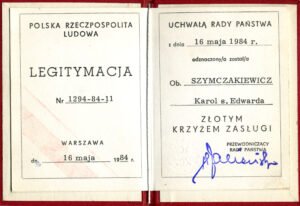 POLSKA RZECZPOSPOLITA
LUDOWA
LEGITYMACJA
Nr 1294-84-11
WARSZAWA
dn. 16 maja 1984 r.
UCHWAŁĄ RADY PAŃSTWA
z dnia 16 maja 1984 r.
odznaczony został/a
Ob. SZYMCZAKIEWICZ
Karol s. Edwarda
ZŁOTYM
KRZYŻEM ZASŁUGI
PRZEWODNICZĄCY
RADY PAŃSTWA